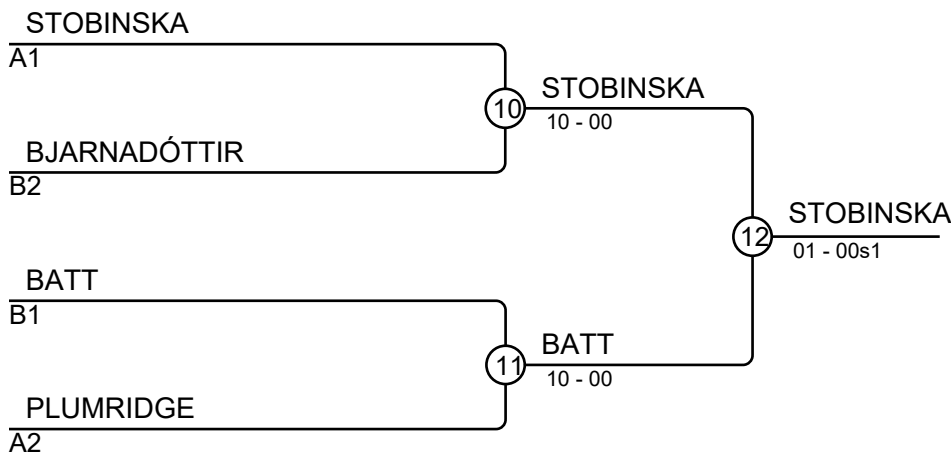 STOBINSKA
A1
10
STOBINSKA
10 - 00
BJARNADÓTTIR
B2
12
STOBINSKA
01 - 00s1
BATT
B1
11
BATT
10 - 00
PLUMRIDGE
A2